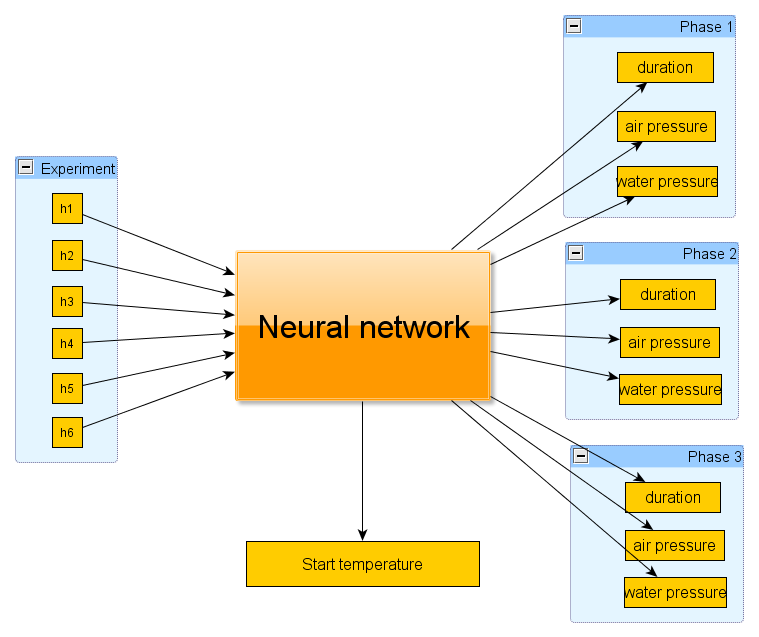 Experiment
h1
h2
h3
h4
h5
h6
Neural network
Start temperature
Phase 1
duration
air pressure
water pressure
Phase 2
duration
air pressure
water pressure
Phase 3
duration
air pressure
water pressure